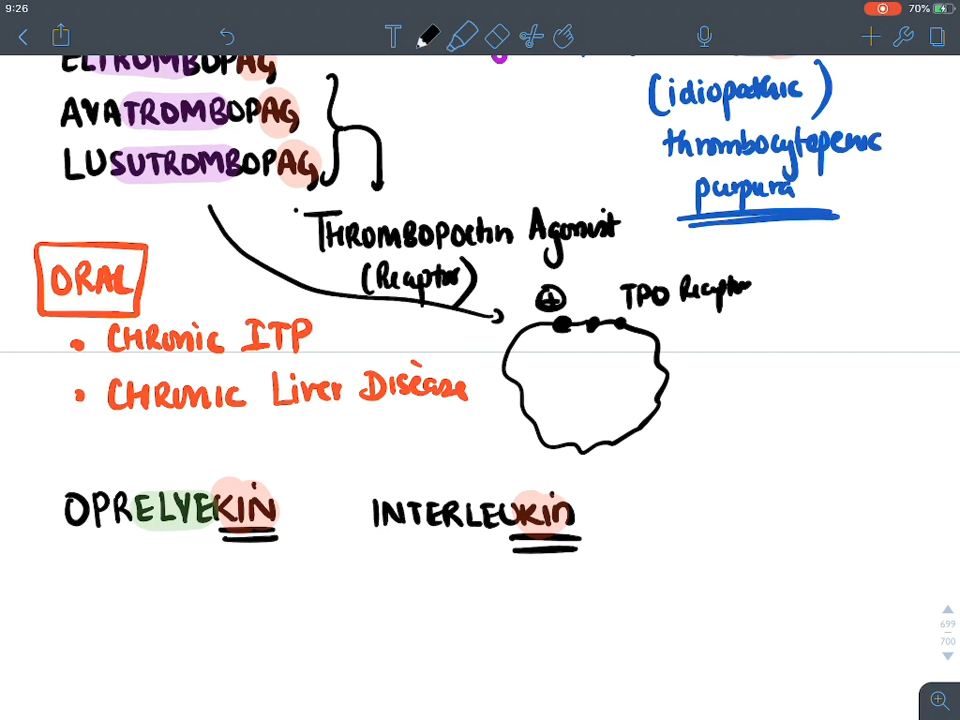 9:26
70%
T
ELTROMBOPAG
(idiopathic)
AVATROMBOPAG
thrombocytopenic
LUSUTROMBOPAG
purpura
THROMBOPOetin Agonist
(Receptor)
ORAL
⊕ TPO Receptor
• CHRonic ITP
• CHRonic Liver Disease
OPRELVEKIN INTERLEUKin
699
700